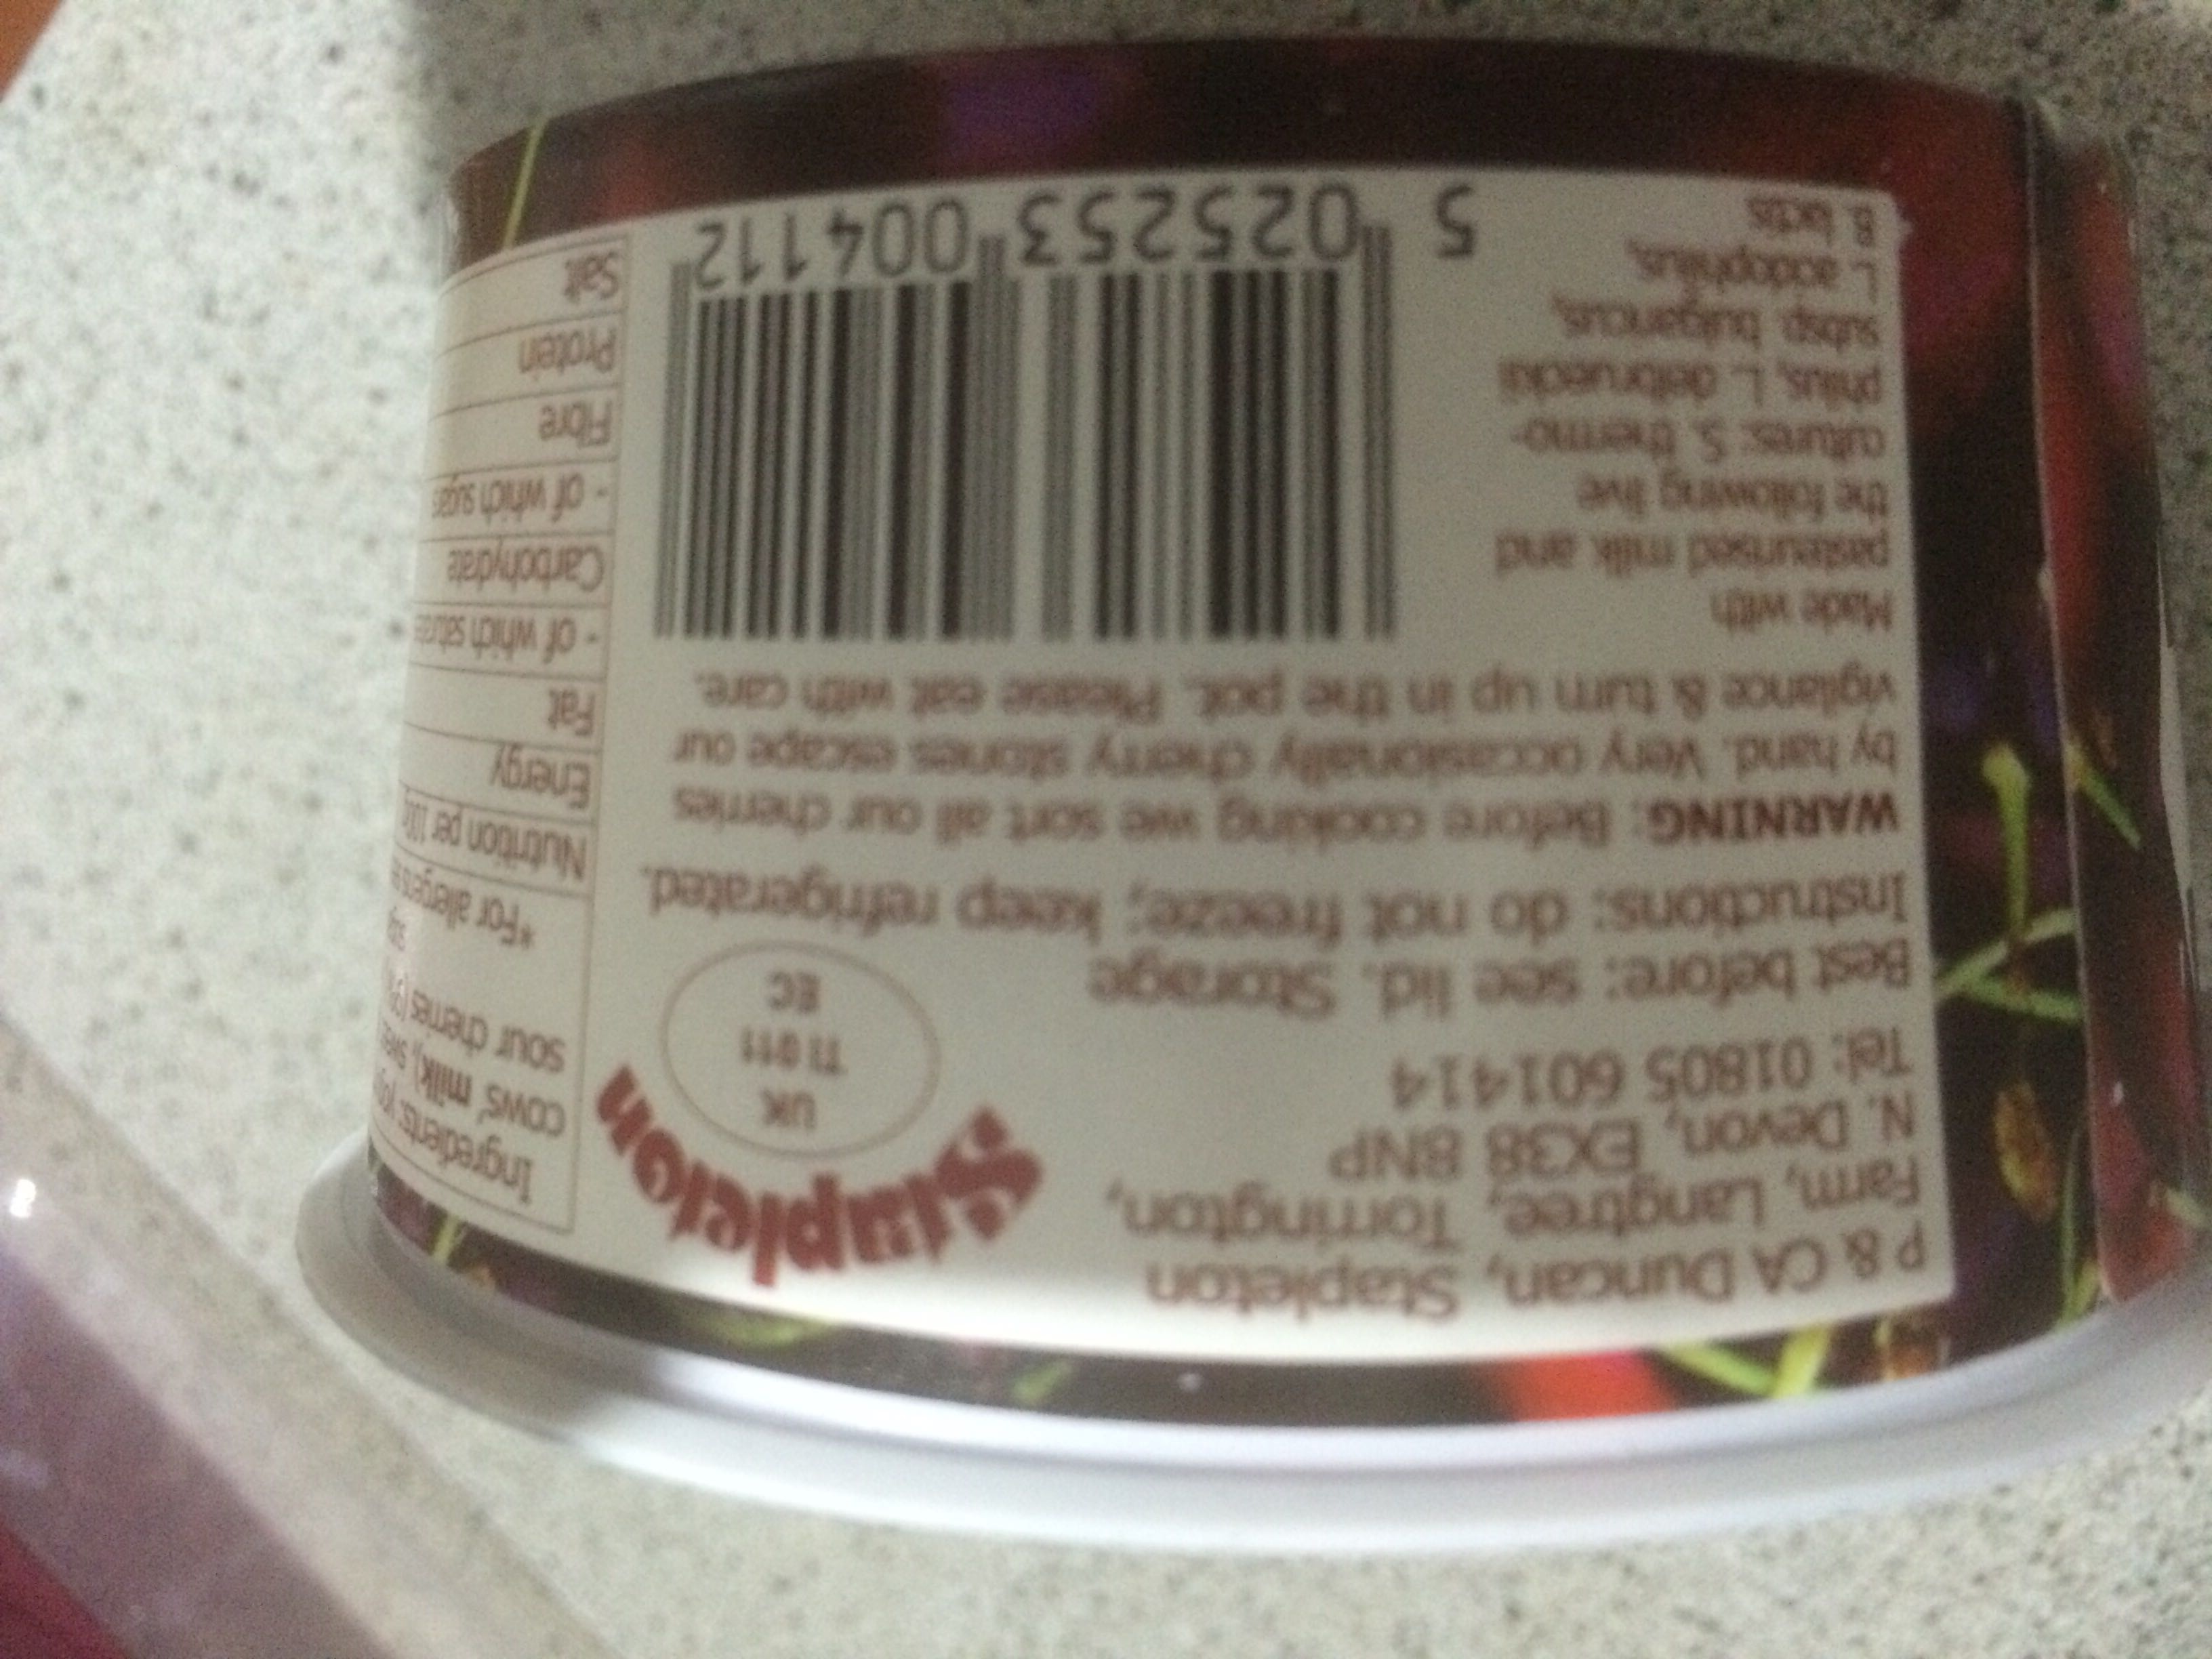 P & CA Duncan, Stapleton
Farm, Langtree, Torrington,
N. Devon, EX38 8NP
Tel: 01805 601414
Stapleton
UK
TI 011
EC
Best before: see lid. Storage
Instructions: do not freeze; keep refrigerated.
WARNING: Before cooking we sort all our cherries
by hand. Very occasionally cherry stones escape our
vigilance & turn up in the pot. Please eat with care.
Made with
pasteurised milk and
the following live
cultures: S. thermo-
philus, L. delbrueckii
subsp. bulgaricus,
L. acidophilus,
B. lactis
5 025253 004112
Ingredients:
cows' milk),
sour cherries
*For allergens
Nutrition per 100
Energy
Fat
- of which
Carbohydrate
- of which sugars
Fibre
Protein
Salt